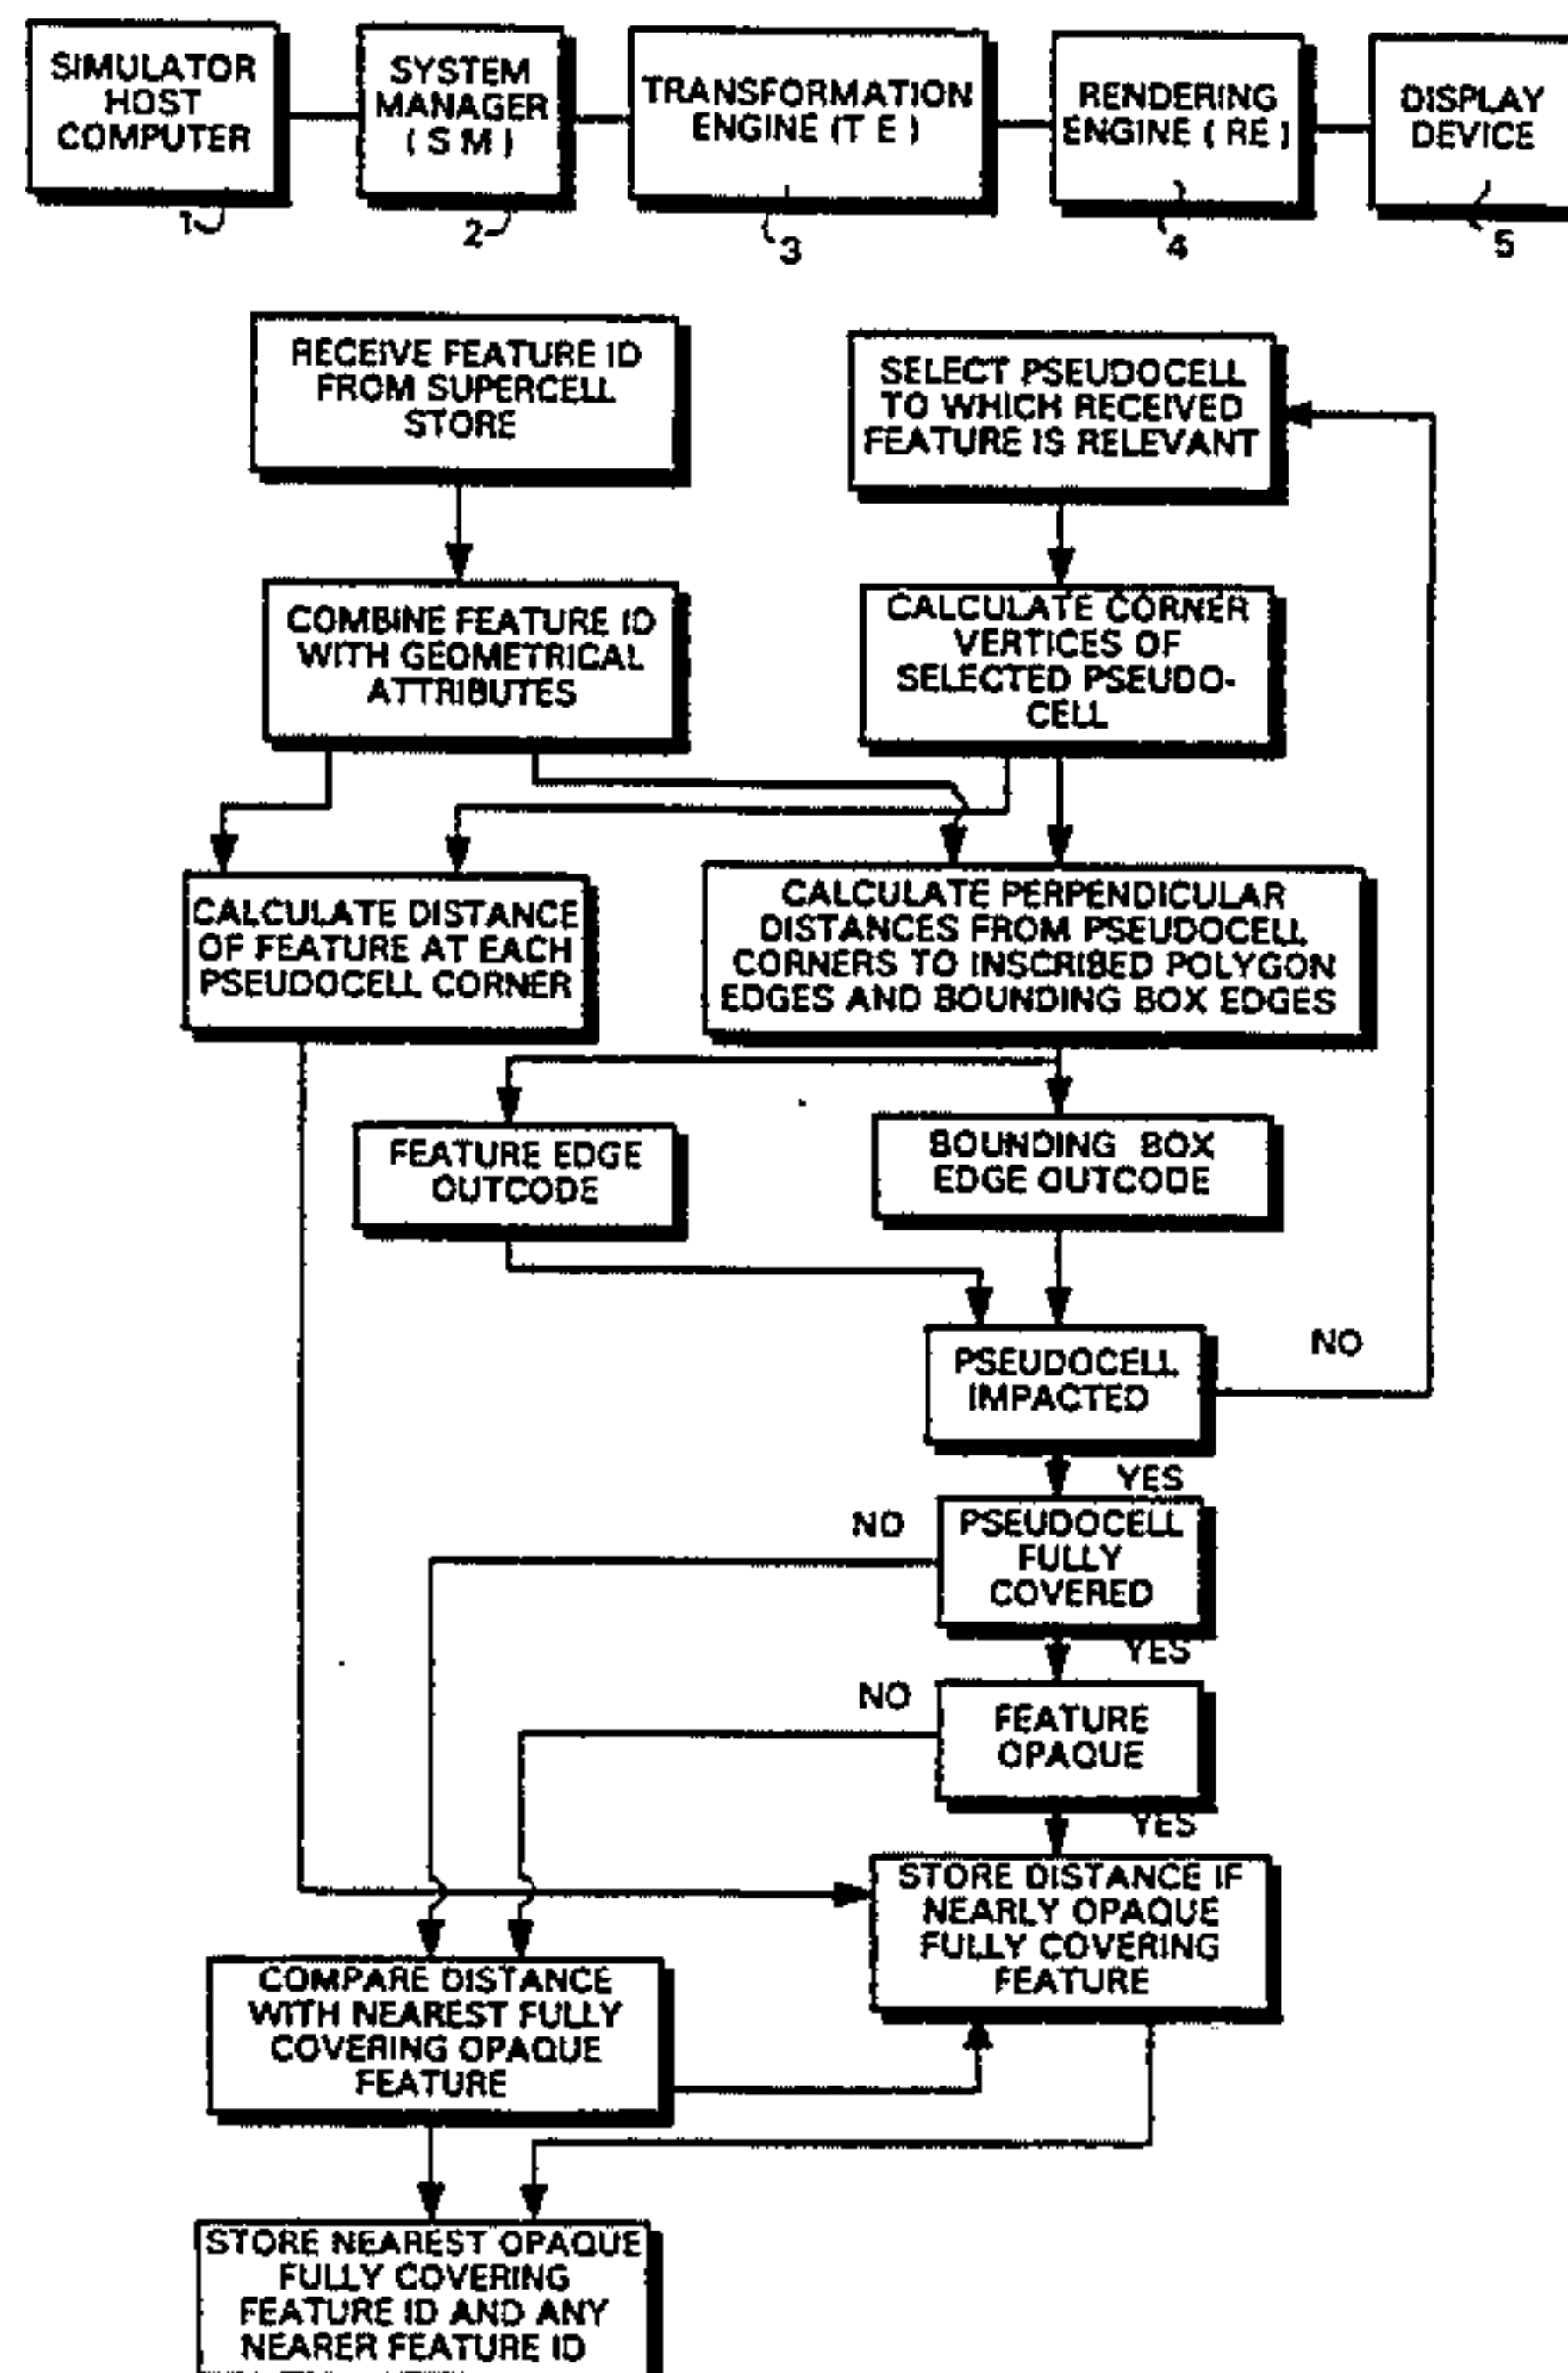 SIMULATOR
HOST
COMPUTER
SYSTEM
MANAGER
( S M )
TRANSFORMATION
ENGINE (T E )
RENDERING
ENGINE ( RE )
DISPLAY
DEVICE
1
2
3
4
5
RECEIVE FEATURE ID
FROM SUPERCELL
STORE
SELECT PSEUDOCELL
TO WHICH RECEIVED
FEATURE IS RELEVANT
COMBINE FEATURE ID
WITH GEOMETRICAL
ATTRIBUTES
CALCULATE CORNER
VERTICES OF
SELECTED PSEUDO-
CELL
CALCULATE DISTANCE
OF FEATURE AT EACH
PSEUDOCELL CORNER
CALCULATE PERPENDICULAR
DISTANCES FROM PSEUDOCELL
CORNERS TO INSCRIBED POLYGON
EDGES AND BOUNDING BOX EDGES
FEATURE EDGE
OUTCODE
BOUNDING BOX
EDGE OUTCODE
PSEUDOCELL
IMPACTED
NO
YES
NO
PSEUDOCELL
FULLY
COVERED
YES
NO
FEATURE
OPAQUE
YES
STORE DISTANCE IF
NEARLY OPAQUE
FULLY COVERING
FEATURE
COMPARE DISTANCE
WITH NEAREST FULLY
COVERING OPAQUE
FEATURE
STORE NEAREST OPAQUE
FULLY COVERING
FEATURE ID AND ANY
NEARER FEATURE ID